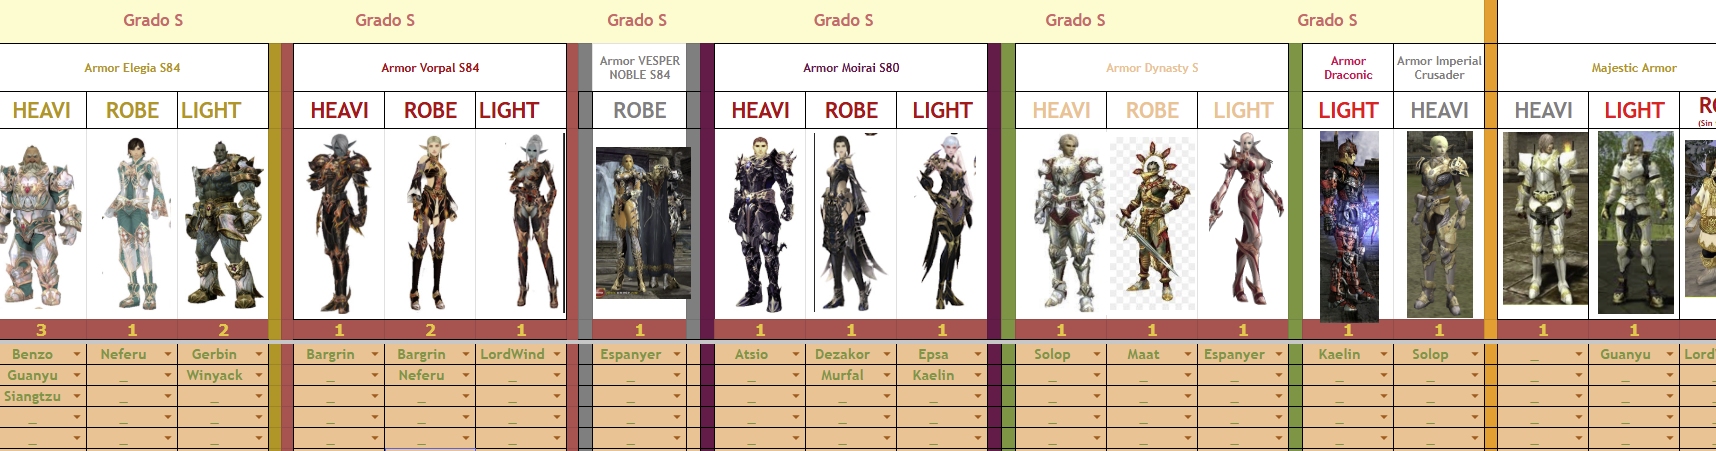 Grado S Grado S Grado S Grado S Grado S Grado S
Armor Elegia S84 Armor Vorpal S84 Armor VESPER NOBLE S84 Armor Moirai S80 Armor Dynasty S Armor Draconic Armor Imperial Crusader Majestic Armor
HEAVI ROBE LIGHT HEAVI ROBE LIGHT ROBE HEAVI ROBE LIGHT HEAVI ROBE LIGHT LIGHT HEAVI HEAVI LIGHT
(Sin
3 1 2 1 2 1 1 1 1 1 1 1 1 1 1 1 1
Benzo Neferu Gerbin Bargrin Bargrin LordWind Espanyer Atsio Dezakor Epsa Solop Maat Espanyer Kaelin Solop _ Guanyu Lord
Guanyu _ Winyack _ Neferu _ _ _ Murfal Kaelin _ _ _ _ _ _ _
Siangtzu _ _ _ _ _ _ _ _ _ _ _ _ _ _ _ _
_ _ _ _ _ _ _ _ _ _ _ _ _ _ _ _ _
_ _ _ _ _ _ _ _ _ _ _ _ _ _ _ _ _